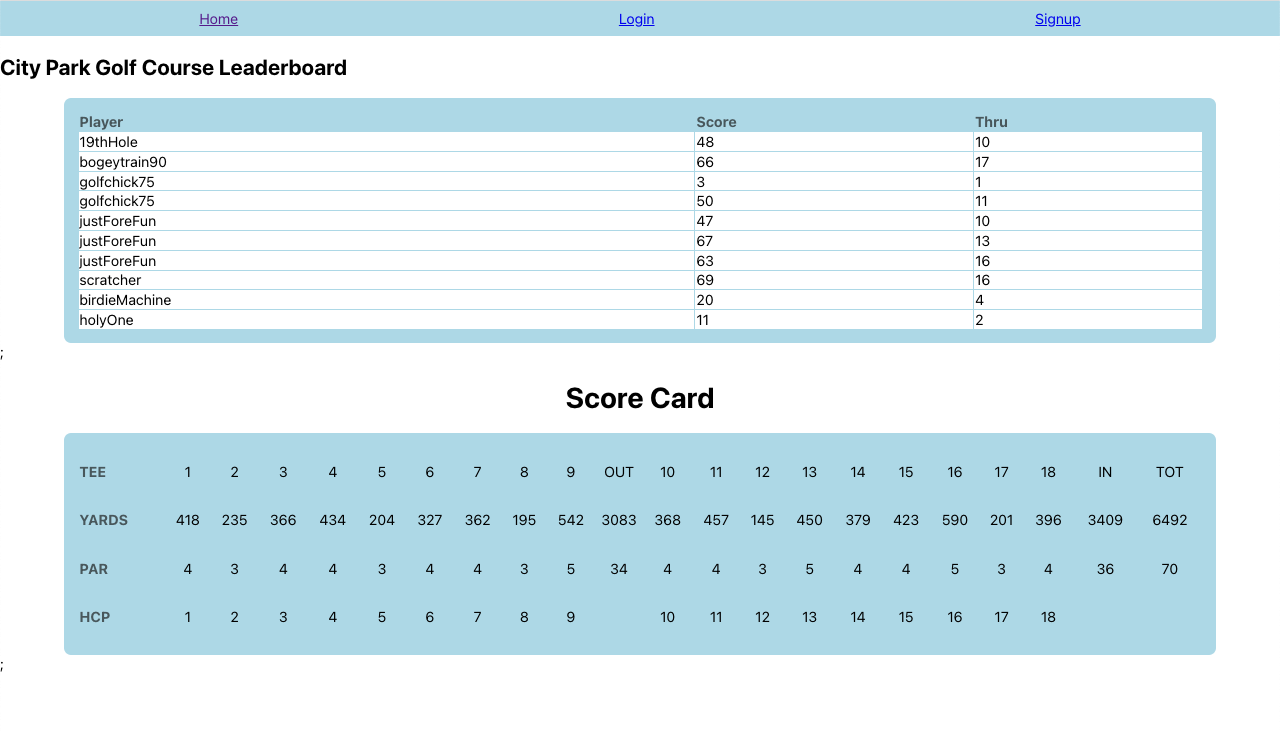 Home Login Signup
City Park Golf Course Leaderboard
Player Score Thru
19thHole 48 10
bogeytrain90 66 17
golfchick75 3 1
golfchick75 50 11
justForeFun 47 10
justForeFun 67 13
justForeFun 63 16
scratcher 69 16
birdieMachine 20 4
holyOne 11 2
;
Score Card
TEE 1 2 3 4 5 6 7 8 9 OUT 10 11 12 13 14 15 16 17 18 IN TOT
YARDS 418 235 366 434 204 327 362 195 542 3083 368 457 145 450 379 423 590 201 396 3409 6492
PAR 4 3 4 4 3 4 4 3 5 34 4 4 3 5 4 4 5 3 4 36 70
HCP 1 2 3 4 5 6 7 8 9 10 11 12 13 14 15 16 17 18
;